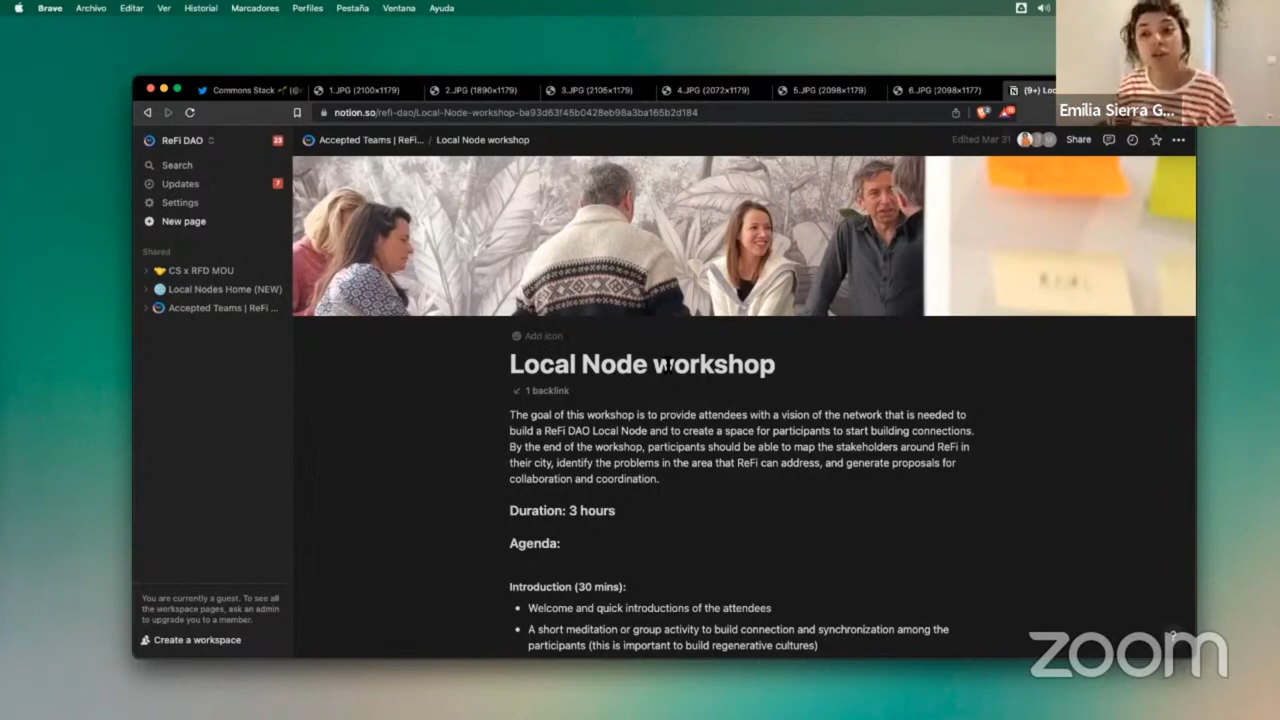 Brave Archivo Editar Ver Historial Marcadores Perfiles Pestaña Ventana Ayuda
Commons Stack 1.JPG (2100×1179) 2.JPG (1890×1179) 3.JPG (2105×1179) 4.JPG (2072×1179) 5.JPG (2098×1179) 6.JPG (2098×1177) (9+) Loc
Emilia Sierra G...
notion.so/refi-dao/Local-Node-workshop-ba93d63f45b0428eb98a3ba165b2d184
ReFi DAO 23
Accepted Teams | ReFi... / Local Node workshop
Edited Mar 31 Share
Search
Updates 7
Settings
New page
Shared
CS x RFD MOU
Local Nodes Home (NEW)
Accepted Teams | ReFi ...
You are currently a guest. To see all
the workspace pages, ask an admin
to upgrade you to a member.
Create a workspace
Add icon
Local Node workshop
1 backlink
The goal of this workshop is to provide attendees with a vision of the network that is needed to
build a ReFi DAO Local Node and to create a space for participants to start building connections.
By the end of the workshop, participants should be able to map the stakeholders around ReFi in
their city, identify the problems in the area that ReFi can address, and generate proposals for
collaboration and coordination.
Duration: 3 hours
Agenda:
Introduction (30 mins):
• Welcome and quick introductions of the attendees
• A short meditation or group activity to build connection and synchronization among the
participants (this is important to build regenerative cultures)
?
zoom